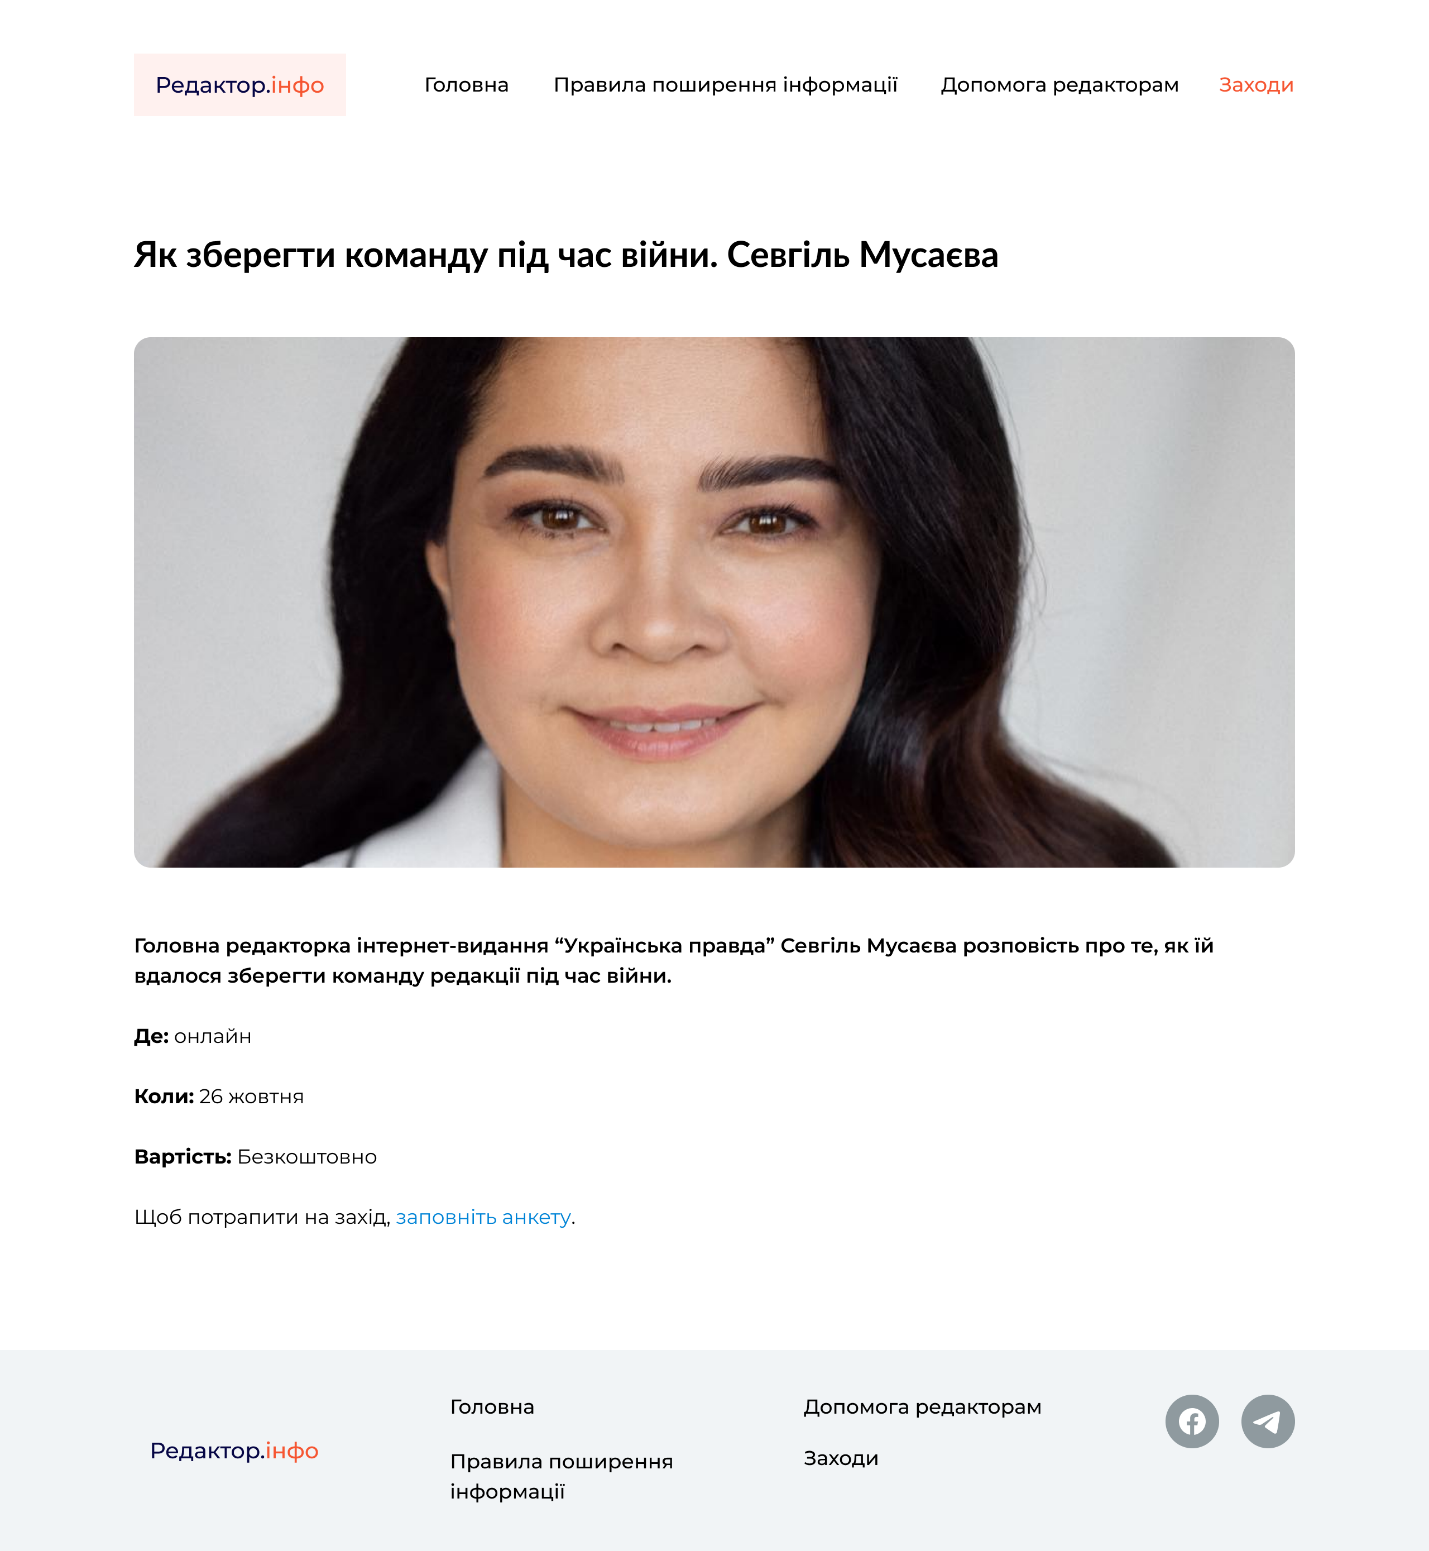 Редактор.інфо
Головна
Правила поширення інформації
Допомога редакторам
Заходи
Як зберегти команду під час війни. Севгіль Мусаєва
Головна редакторка інтернет-видання “Українська правда” Севгіль Мусаєва розповість про те, як їй
вдалося зберегти команду редакції під час війни.
Де: онлайн
Коли: 26 жовтня
Вартість: Безкоштовно
Щоб потрапити на захід, заповніть анкету.
Редактор.інфо
Головна
Правила поширення
інформації
Допомога редакторам
Заходи